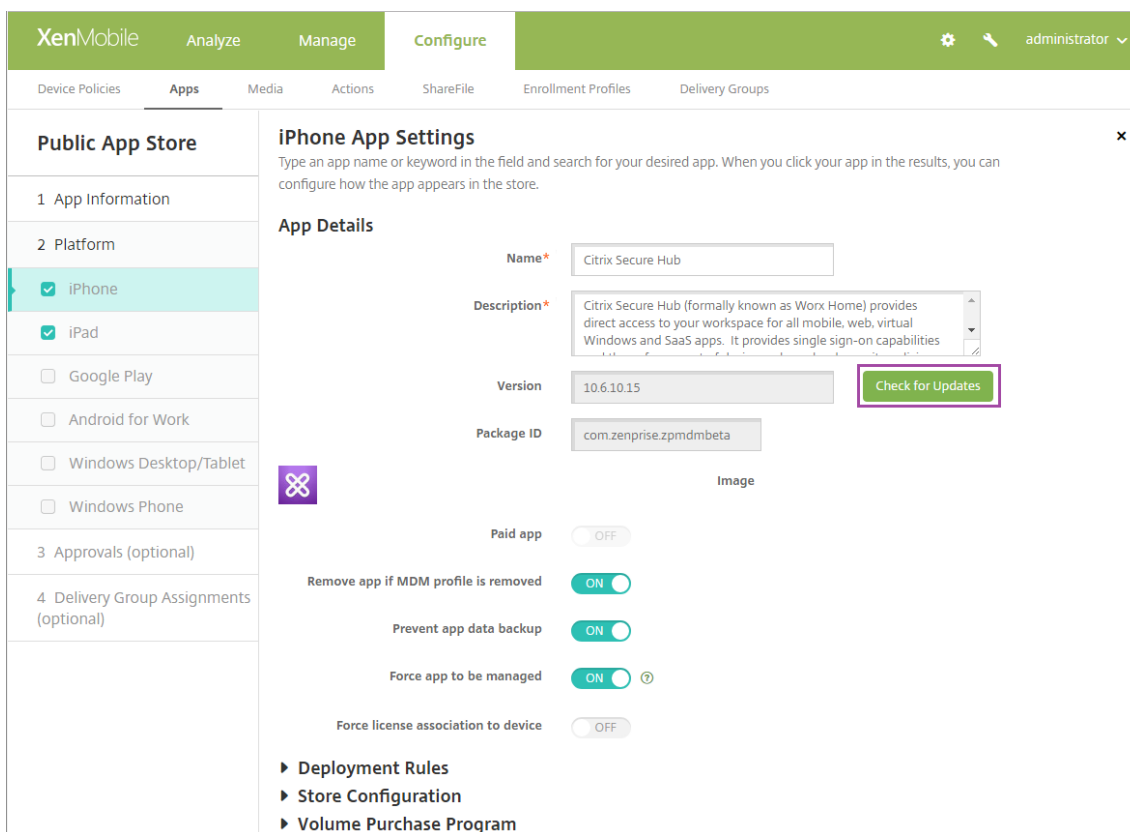 XenMobile Analyze Manage Configure administrator
Device Policies Apps Media Actions ShareFile Enrollment Profiles Delivery Groups
Public App Store
1 App Information
2 Platform
iPhone
iPad
Google Play
Android for Work
Windows Desktop/Tablet
Windows Phone
3 Approvals (optional)
4 Delivery Group Assignments
(optional)
iPhone App Settings
Type an app name or keyword in the field and search for your desired app. When you click your app in the results, you can
configure how the app appears in the store.
App Details
Name* Citrix Secure Hub
Description* Citrix Secure Hub (formally known as Worx Home) provides
direct access to your workspace for all mobile, web, virtual
Windows and SaaS apps. It provides single sign-on capabilities
Version 10.6.10.15 Check for Updates
Package ID com.zenprise.zpmdmbeta
Image
Paid app OFF
Remove app if MDM profile is removed ON
Prevent app data backup ON
Force app to be managed ON ?
Force license association to device OFF
Deployment Rules
Store Configuration
Volume Purchase Program